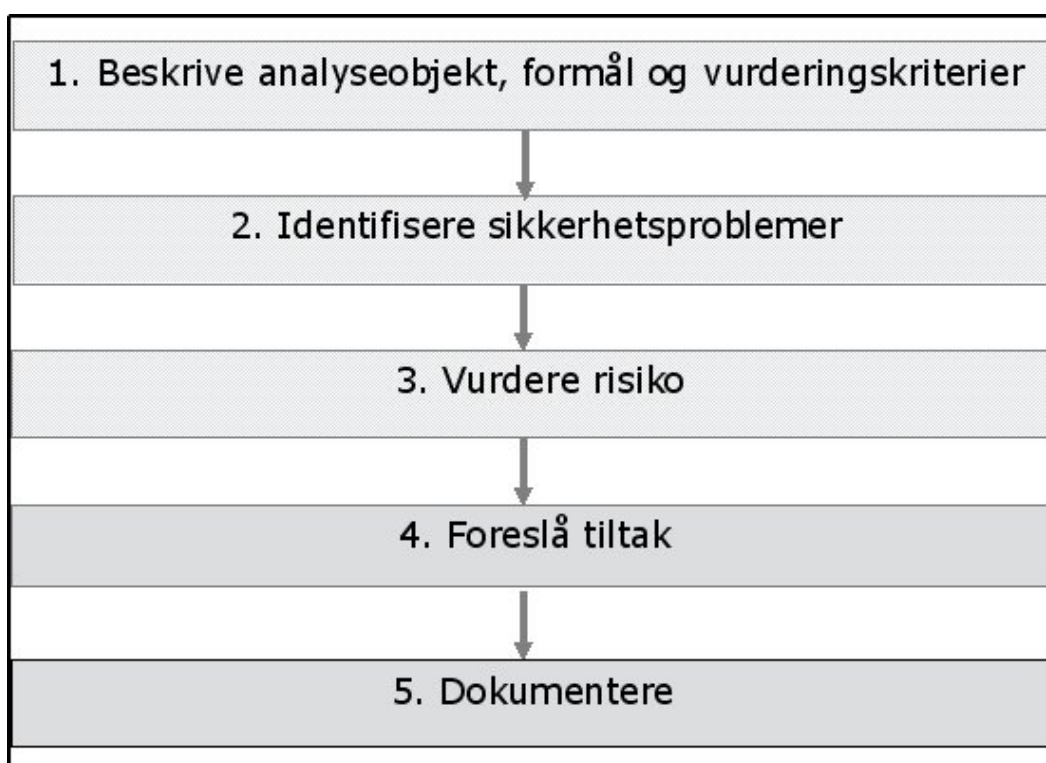 1. Beskrive analyseobjekt, formål og vurderingskriterier
2. Identifisere sikkerhetsproblemer
3. Vurdere risiko
4. Foreslå tiltak
5. Dokumentere